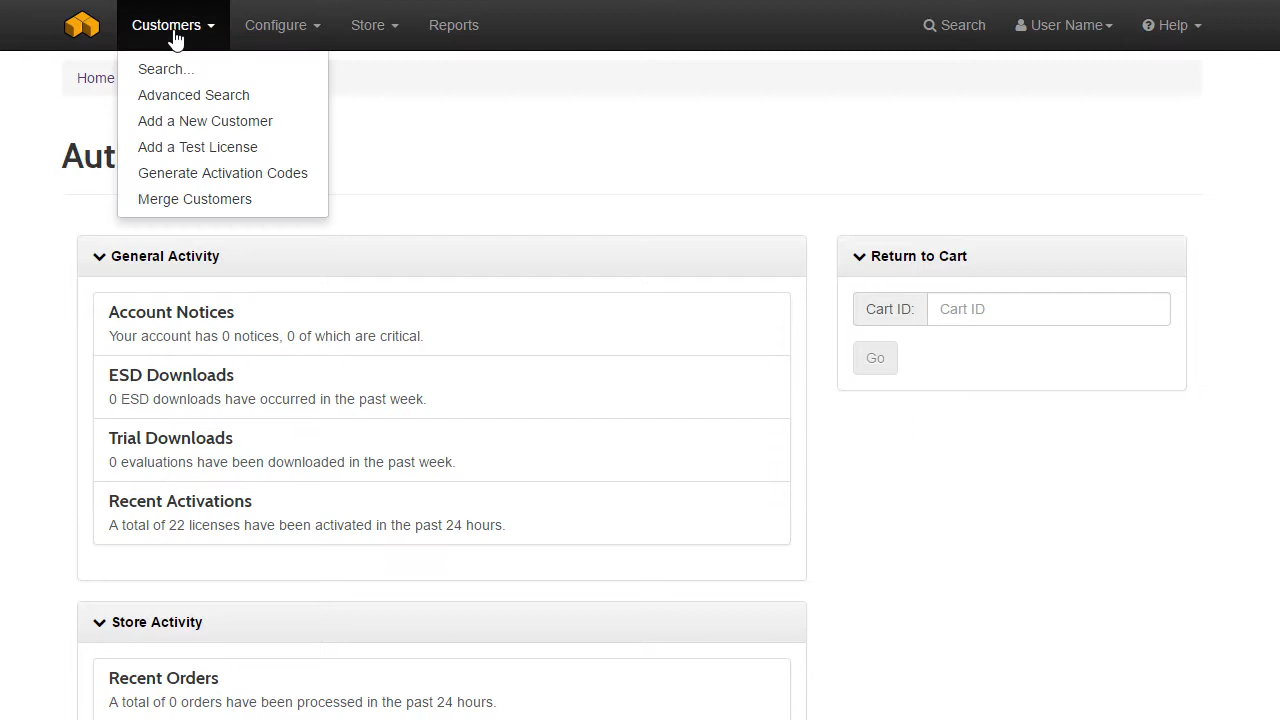 Customers Configure Store Reports Search User Name Help
Search...
Advanced Search
Add a New Customer
Add a Test License
Generate Activation Codes
Merge Customers
Home
Aut
General Activity
Account Notices
Your account has 0 notices, 0 of which are critical.
ESD Downloads
0 ESD downloads have occurred in the past week.
Trial Downloads
0 evaluations have been downloaded in the past week.
Recent Activations
A total of 22 licenses have been activated in the past 24 hours.
Return to Cart
Cart ID: Cart ID
Go
Store Activity
Recent Orders
A total of 0 orders have been processed in the past 24 hours.